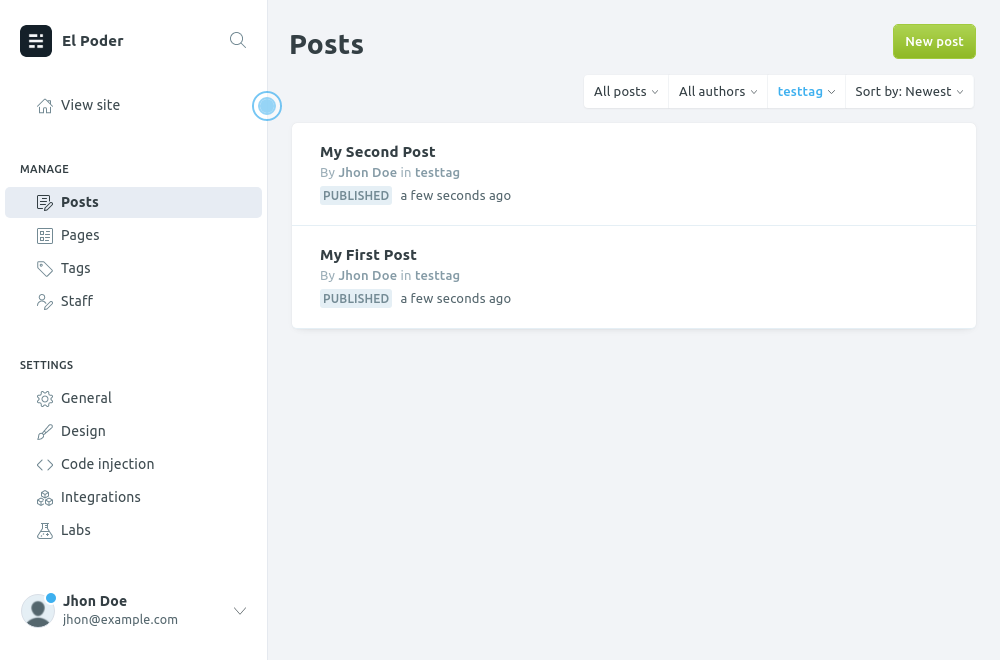 El Poder
View site
MANAGE
Posts
Pages
Tags
Staff
SETTINGS
General
Design
Code injection
Integrations
Labs
Jhon Doe
jhon@example.com
Posts
New post
All posts
All authors
testtag
Sort by: Newest
My Second Post
By Jhon Doe in testtag
PUBLISHED a few seconds ago
My First Post
By Jhon Doe in testtag
PUBLISHED a few seconds ago